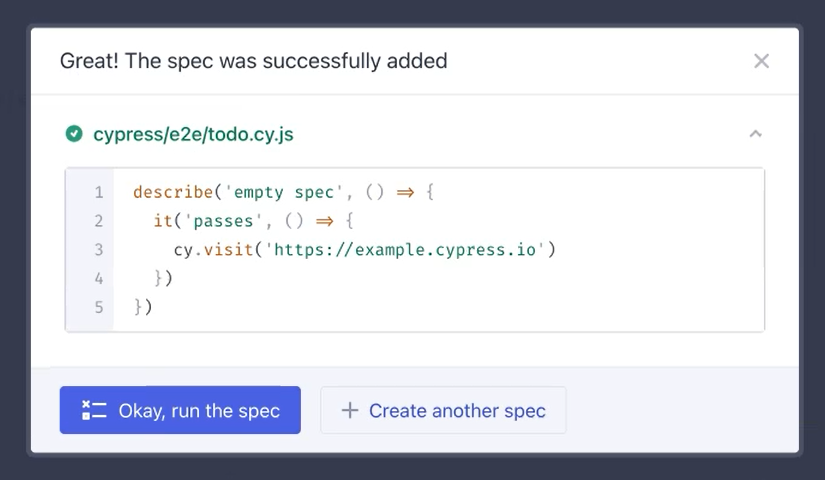 Great! The spec was successfully added
cypress/e2e/todo.cy.js
1 describe('empty spec', () => {
2   it('passes', () => {
3     cy.visit('https://example.cypress.io')
4   })
5 })
Okay, run the spec
Create another spec